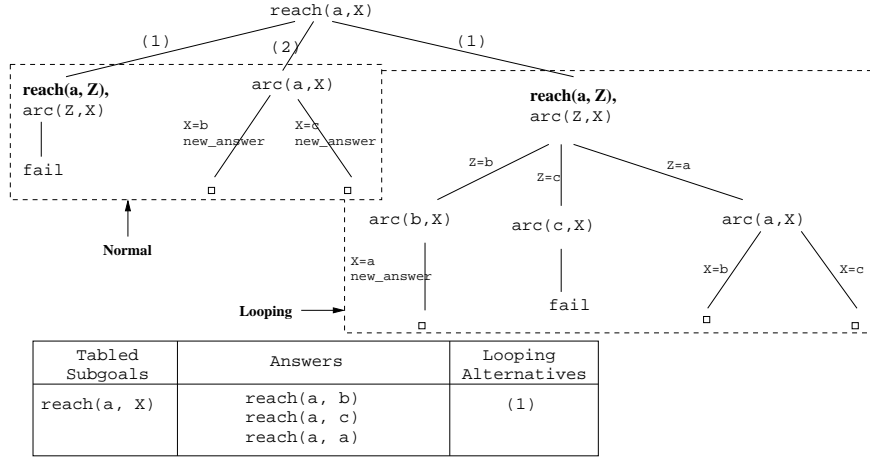 reach(a,X)
(1)
(2)
(1)
reach(a, Z),
arc(Z,X)
fail
arc(a,X)
X=b
new_answer
X=c
new_answer
reach(a, Z),
arc(Z,X)
Z=b
Z=c
Z=a
arc(b,X)
arc(c,X)
arc(a,X)
X=a
new_answer
fail
X=b
X=c
Normal
Looping
Tabled
Subgoals
Answers
Looping
Alternatives
reach(a, X)
reach(a, b)
reach(a, c)
reach(a, a)
(1)